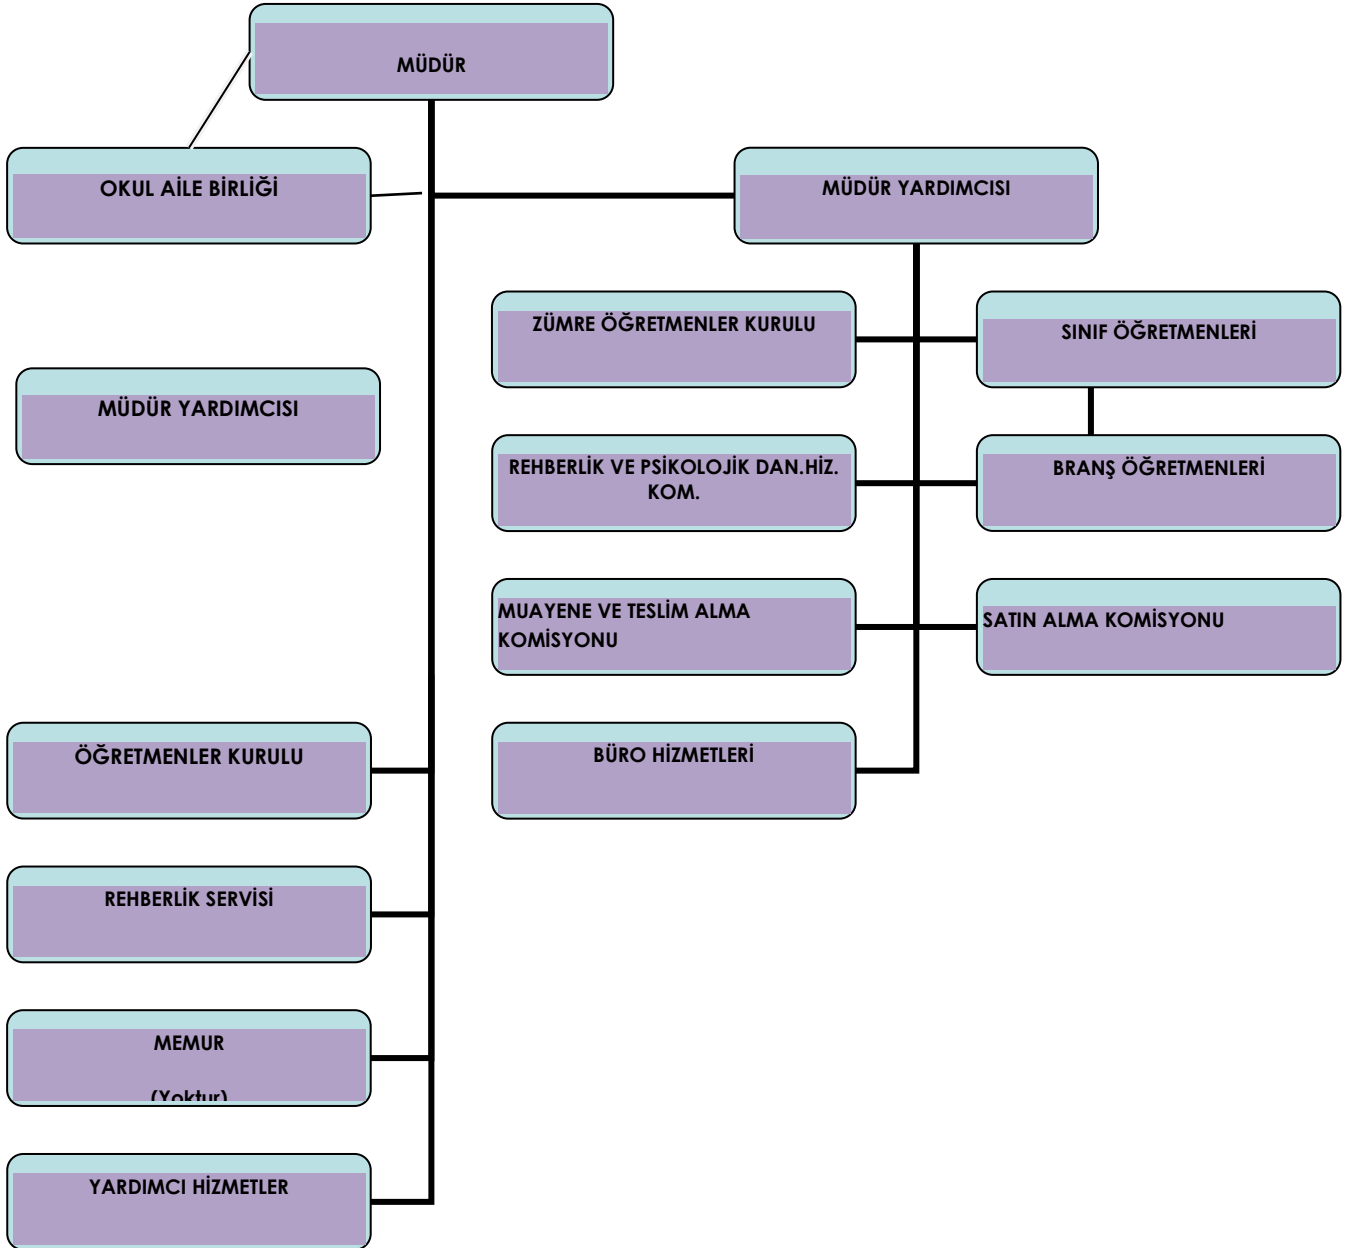 MÜDÜR
OKUL AİLE BİRLİĞİ
MÜDÜR YARDIMCISI
ZÜMRE ÖĞRETMENLER KURULU
SINIF ÖĞRETMENLERİ
MÜDÜR YARDIMCISI
REHBERLİK VE PSİKOLOJİK DAN.HİZ.
KOM.
BRANŞ ÖĞRETMENLERİ
MUAYENE VE TESLİM ALMA
KOMİSYONU
SATIN ALMA KOMİSYONU
ÖĞRETMENLER KURULU
BÜRO HİZMETLERİ
REHBERLİK SERVİSİ
MEMUR
(Yoktur)
YARDIMCI HİZMETLER